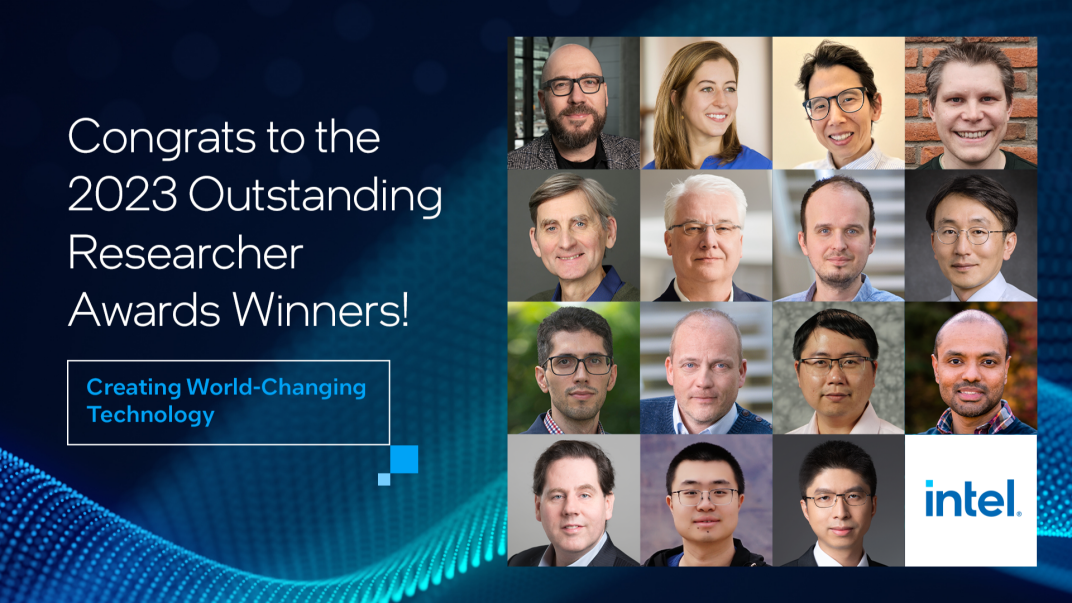 Congrats to the
2023 Outstanding
Researcher
Awards Winners!
Creating World-Changing
Technology
intel.